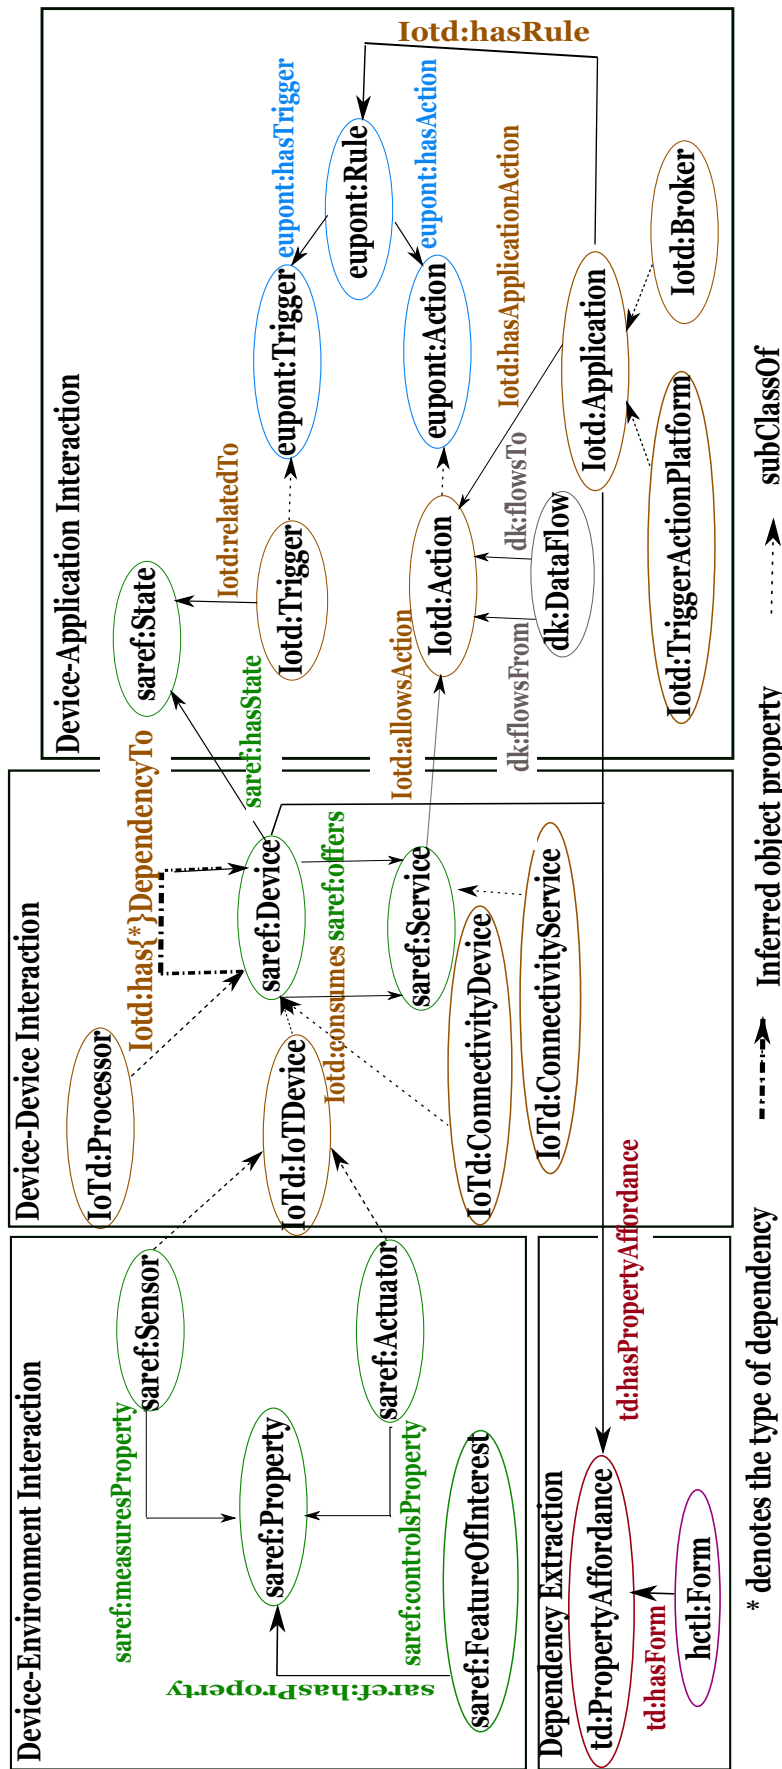 Device-Environment Interaction
saref:measuresProperty
saref:Sensor
saref:Property
saref:Actuator
saref:controlsProperty
saref:hasProperty
saref:FeatureOfInterest
Dependency Extraction
td:PropertyAffordance
td:hasForm
hctl:Form
td:hasPropertyAffordance
Device-Device Interaction
IoTd:Processor
Iotd:has{*}DependencyTo
saref:Device
IoTd:IoTDevice
Iotd:consumes
saref:offers
saref:Service
IoTd:ConnectivityDevice
IoTd:ConnectivityService
Device-Application Interaction
saref:State
saref:hasState
Iotd:relatedTo
Iotd:Trigger
eupont:Trigger
eupont:hasTrigger
eupont:Rule
Iotd:hasRule
eupont:hasAction
eupont:Action
Iotd:allowsAction
Iotd:Action
Iotd:hasApplicationAction
dk:flowsFrom
dk:flowsTo
dk:DataFlow
Iotd:Application
Iotd:TriggerActionPlatform
Iotd:Broker
* denotes the type of dependency
Inferred object property
subClassOf